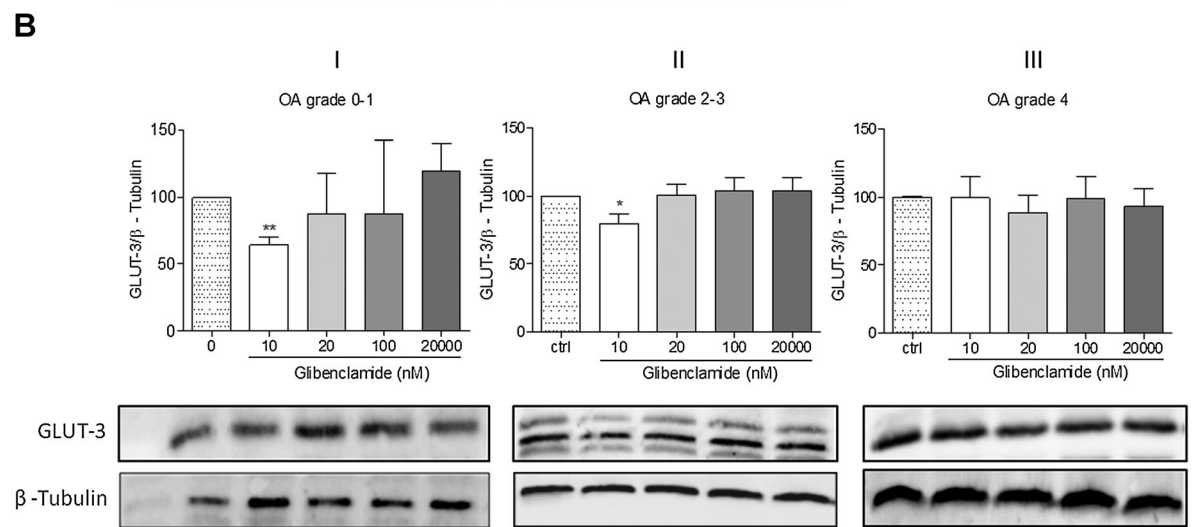 B
I
OA grade 0-1
GLUT-3/β - Tubulin
150
100
50
0
**
0
10
20
100
20000
Glibenclamide (nM)
II
OA grade 2-3
GLUT-3/β - Tubulin
150
100
50
0
*
ctrl
10
20
100
20000
Glibenclamide (nM)
III
OA grade 4
GLUT-3/β - Tubulin
150
100
50
0
ctrl
10
20
100
20000
Glibenclamide (nM)
GLUT-3
β-Tubulin